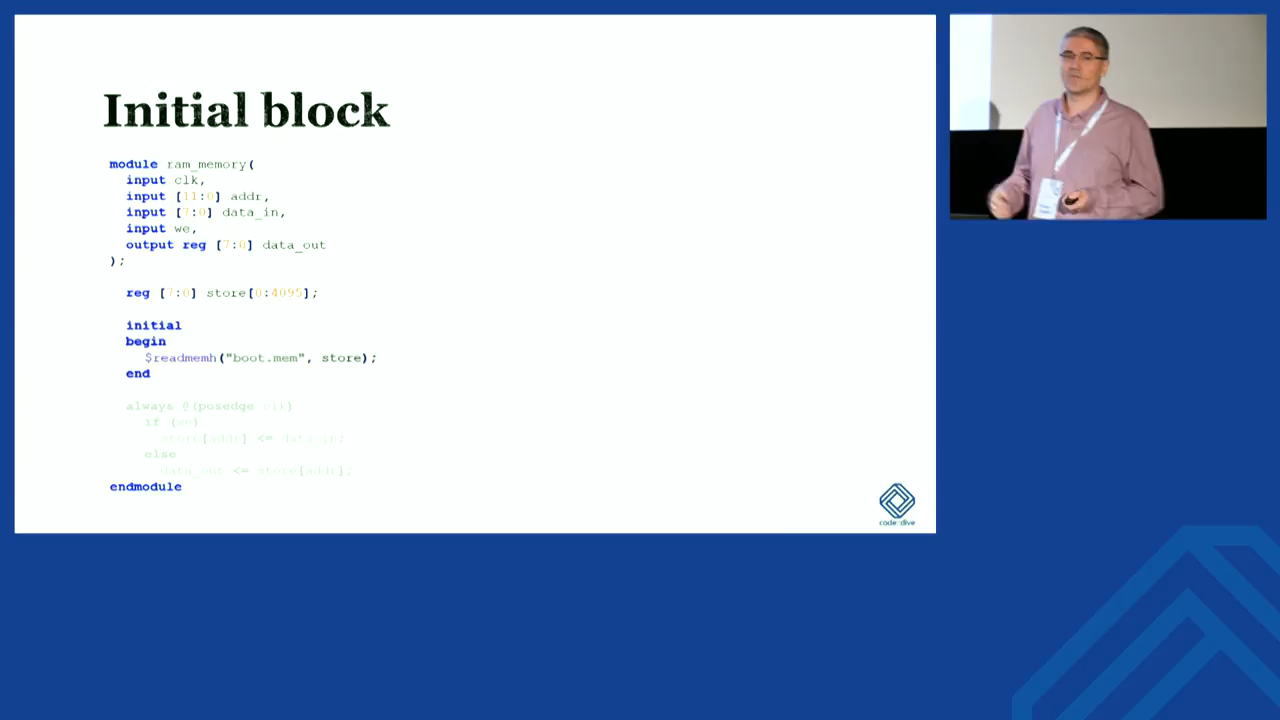 Initial block
module ram_memory(
input clk,
input [11:0] addr,
input [7:0] data_in,
input we,
output reg [7:0] data_out
);
reg [7:0] store[0:4095];
initial
begin
$readmemh("boot.mem", store);
end
always @(posedge clk)
if (we)
store[addr] <= data_in;
else
data_out <= store[addr];
endmodule
code::dive